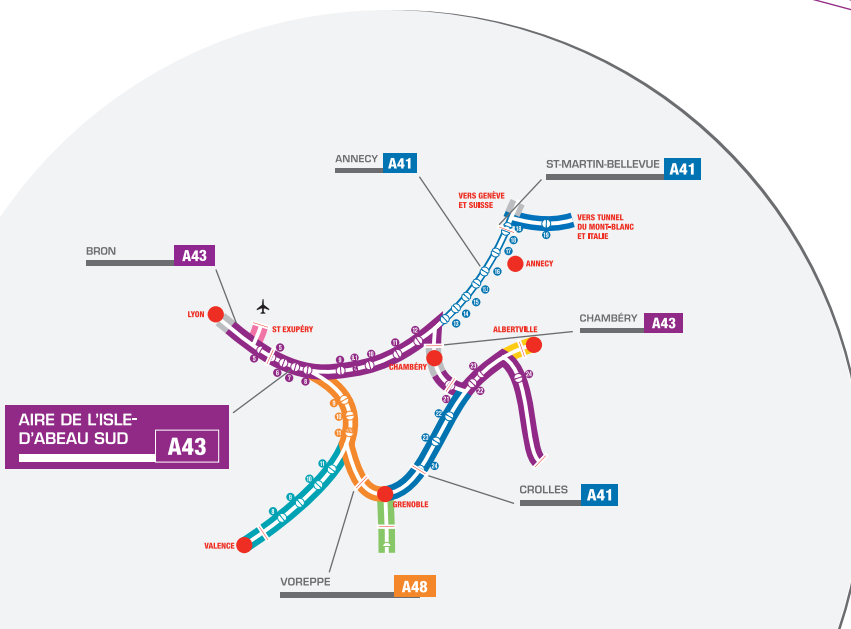 ANNECY A41
ST-MARTIN-BELLEVUE A41
VERS GENÈVE
ET SUISSE
VERS TUNNEL
DU MONT-BLANC
ET ITALIE
BRON A43
ANNECY
LYON
ST EXUPÉRY
CHAMBÉRY A43
ALBERTVILLE
CHAMBÉRY
AIRE DE L'ISLE-
D'ABEAU SUD A43
CROLLES A41
GRENOBLE
VALENCE
VOREPPE A48